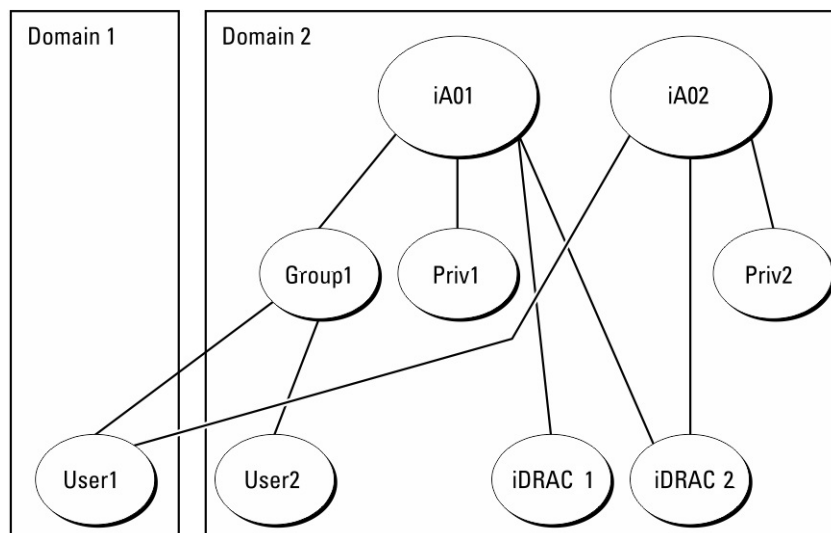 Domain 1
Domain 2
iA01
iA02
Group1
Priv1
Priv2
User1
User2
iDRAC 1
iDRAC 2